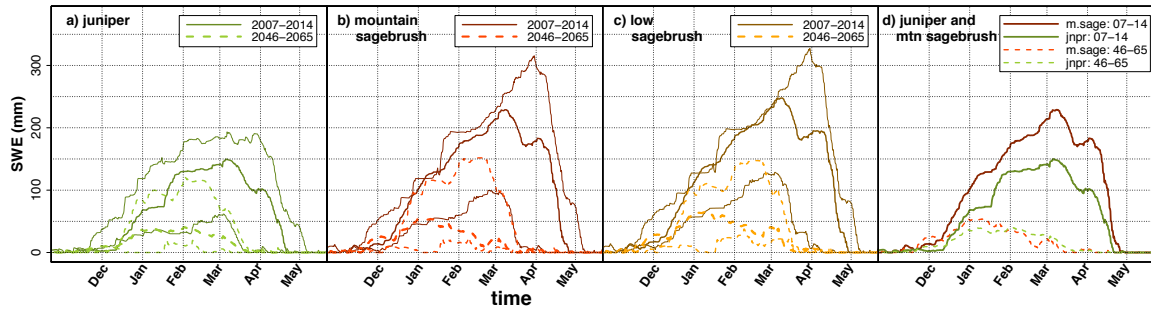 a) juniper
2007−2014
2046−2065
b) mountain
sagebrush
2007−2014
2046−2065
c) low
sagebrush
2007−2014
2046−2065
d) juniper and
mtn sagebrush
m.sage: 07−14
jnpr: 07−14
m.sage: 46−65
jnpr: 46−65
SWE (mm)
300
200
100
0
Dec Jan Feb Mar Apr May
Dec Jan Feb Mar Apr May
Dec Jan Feb Mar Apr May
Dec Jan Feb Mar Apr May
time